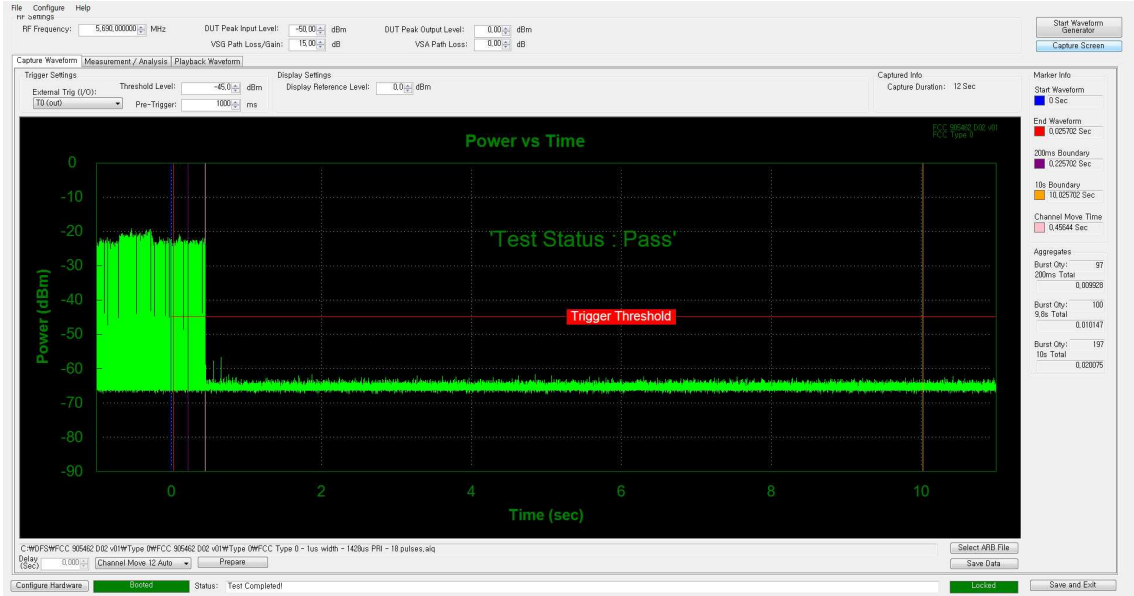 File Configure Help
RF Settings
RF Frequency: 5,690,000000 MHz DUT Peak Input Level: -50,00 dBm DUT Peak Output Level: 0,00 dBm
VSG Path Loss/Gain: 15,00 dB VSA Path Loss: 0,00 dB
Start Waveform Generator
Capture Screen
Capture Waveform Measurement / Analysis Playback Waveform
Trigger Settings
External Trig (I/O): Threshold Level: -45,0 dBm
T0 (out) Pre-Trigger: 1000 ms
Display Settings
Display Reference Level: 0,0 dBm
Captured Info
Capture Duration: 12 Sec
Power vs Time
FCC 905462 D02 v01
FCC Type 0
'Test Status : Pass'
Trigger Threshold
Power (dBm)
0
-10
-20
-30
-40
-50
-60
-70
-80
-90
0 2 4 6 8 10
Time (sec)
Marker Info
Start Waveform
0 Sec
End Waveform
0,025702 Sec
200ms Boundary
0,225702 Sec
10s Boundary
10,025702 Sec
Channel Move Time
0,45644 Sec
Aggregates
Burst Qty: 97
200ms Total
0,009928
Burst Qty: 100
9,8s Total
0,010147
Burst Qty: 197
10s Total
0,020075
C:₩DFS₩FCC 905462 D02 v01₩Type 0₩FCC 905462 D02 v01₩Type 0₩FCC Type 0 - 1us width - 1428us PRI - 18 pulses,aiq
Select ARB File
Delay (Sec) 0,000 Channel Move 12 Auto Prepare
Save Data
Configure Hardware Booted Status: Test Completed! Locked Save and Exit